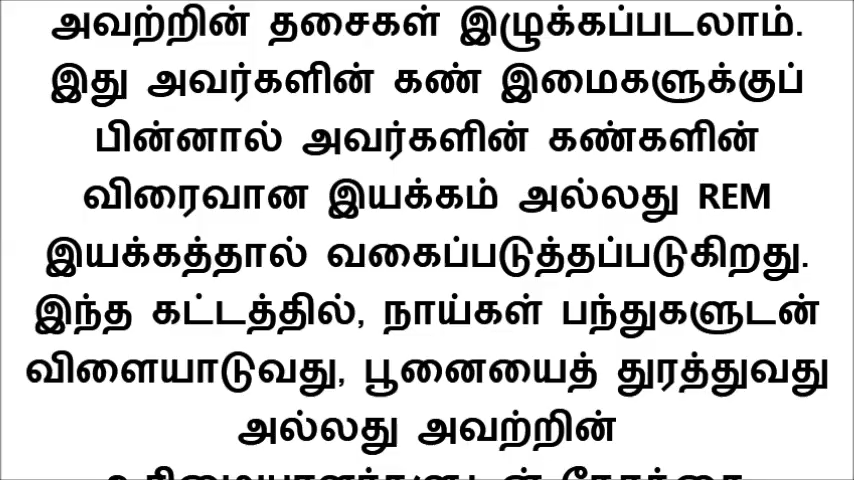 அவற்றின் தசைகள் இழுக்கப்படலாம்.
இது அவர்களின் கண் இமைகளுக்குப்
பின்னால் அவர்களின் கண்களின்
விரைவான இயக்கம் அல்லது REM
இயக்கத்தால் வகைப்படுத்தப்படுகிறது.
இந்த கட்டத்தில், நாய்கள் பந்துகளுடன்
விளையாடுவது, பூனையைத் துரத்துவது
அல்லது அவற்றின்